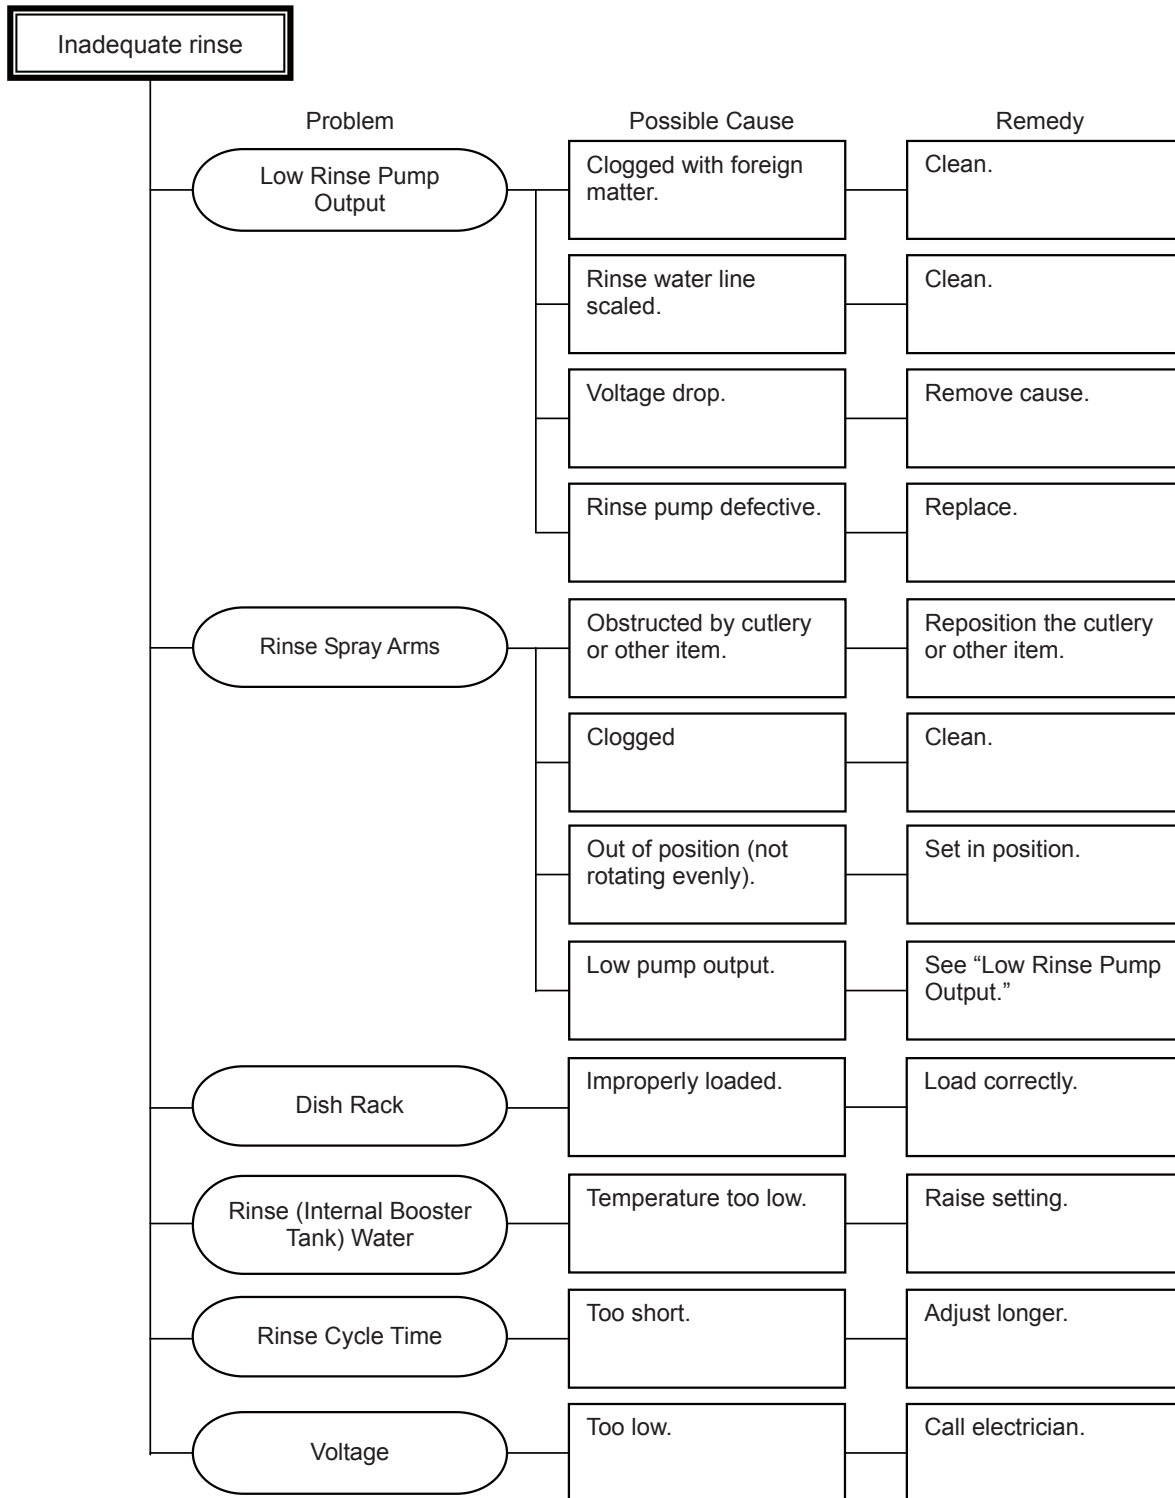 Inadequate rinse
Problem
Possible Cause
Remedy
Low Rinse Pump
Output
Clogged with foreign
matter.
Clean.
Rinse water line
scaled.
Clean.
Voltage drop.
Remove cause.
Rinse pump defective.
Replace.
Rinse Spray Arms
Obstructed by cutlery
or other item.
Reposition the cutlery
or other item.
Clogged
Clean.
Out of position (not
rotating evenly).
Set in position.
Low pump output.
See “Low Rinse Pump
Output.”
Dish Rack
Improperly loaded.
Load correctly.
Rinse (Internal Booster
Tank) Water
Temperature too low.
Raise setting.
Rinse Cycle Time
Too short.
Adjust longer.
Voltage
Too low.
Call electrician.